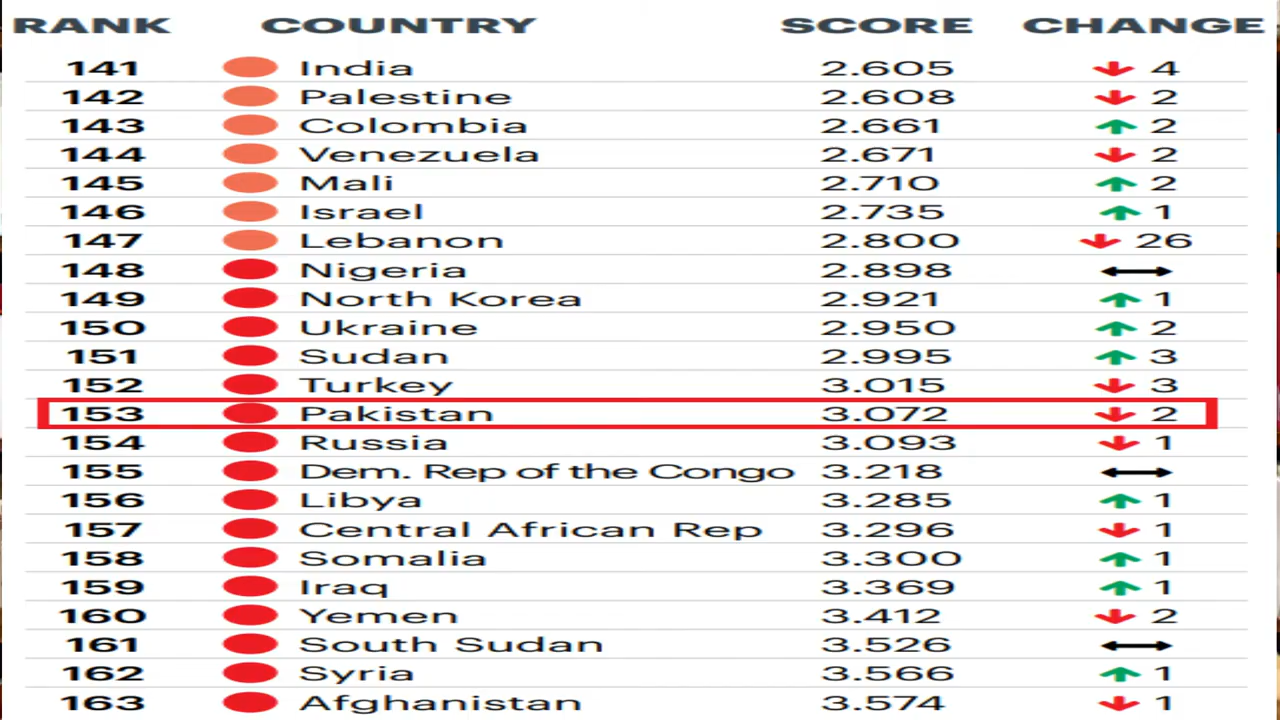 RANK COUNTRY SCORE CHANGE
141 India 2.605 4
142 Palestine 2.608 2
143 Colombia 2.661 2
144 Venezuela 2.671 2
145 Mali 2.710 2
146 Israel 2.735 1
147 Lebanon 2.800 26
148 Nigeria 2.898
149 North Korea 2.921 1
150 Ukraine 2.950 2
151 Sudan 2.995 3
152 Turkey 3.015 3
153 Pakistan 3.072 2
154 Russia 3.093 1
155 Dem. Rep of the Congo 3.218
156 Libya 3.285 1
157 Central African Rep 3.296 1
158 Somalia 3.300 1
159 Iraq 3.369 1
160 Yemen 3.412 2
161 South Sudan 3.526
162 Syria 3.566 1
163 Afghanistan 3.574 1